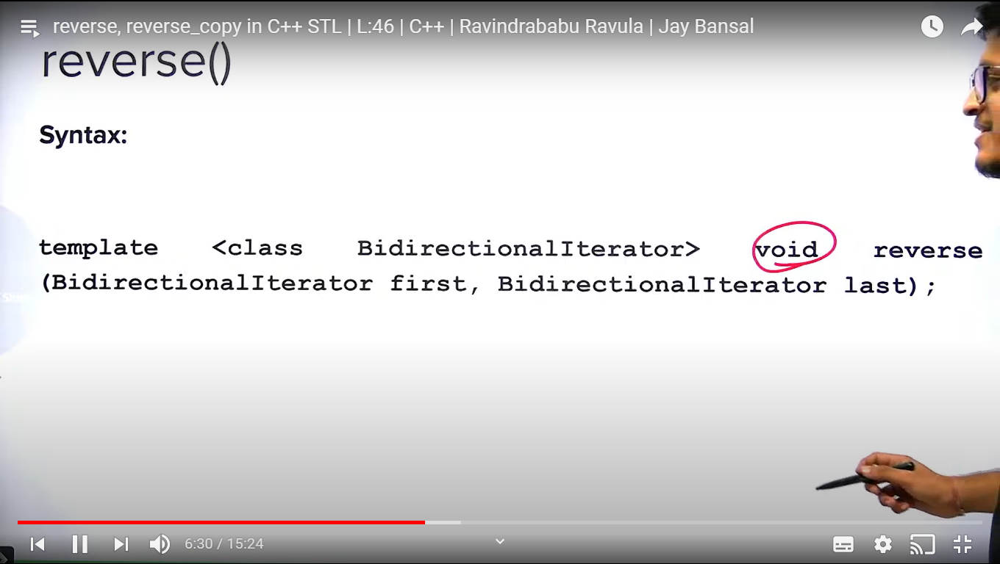 reverse, reverse_copy in C++ STL | L:46 | C++ | Ravindrababu Ravula | Jay Bansal
reverse()
Syntax:
template <class BidirectionalIterator> void reverse
(BidirectionalIterator first, BidirectionalIterator last);
6:30 / 15:24